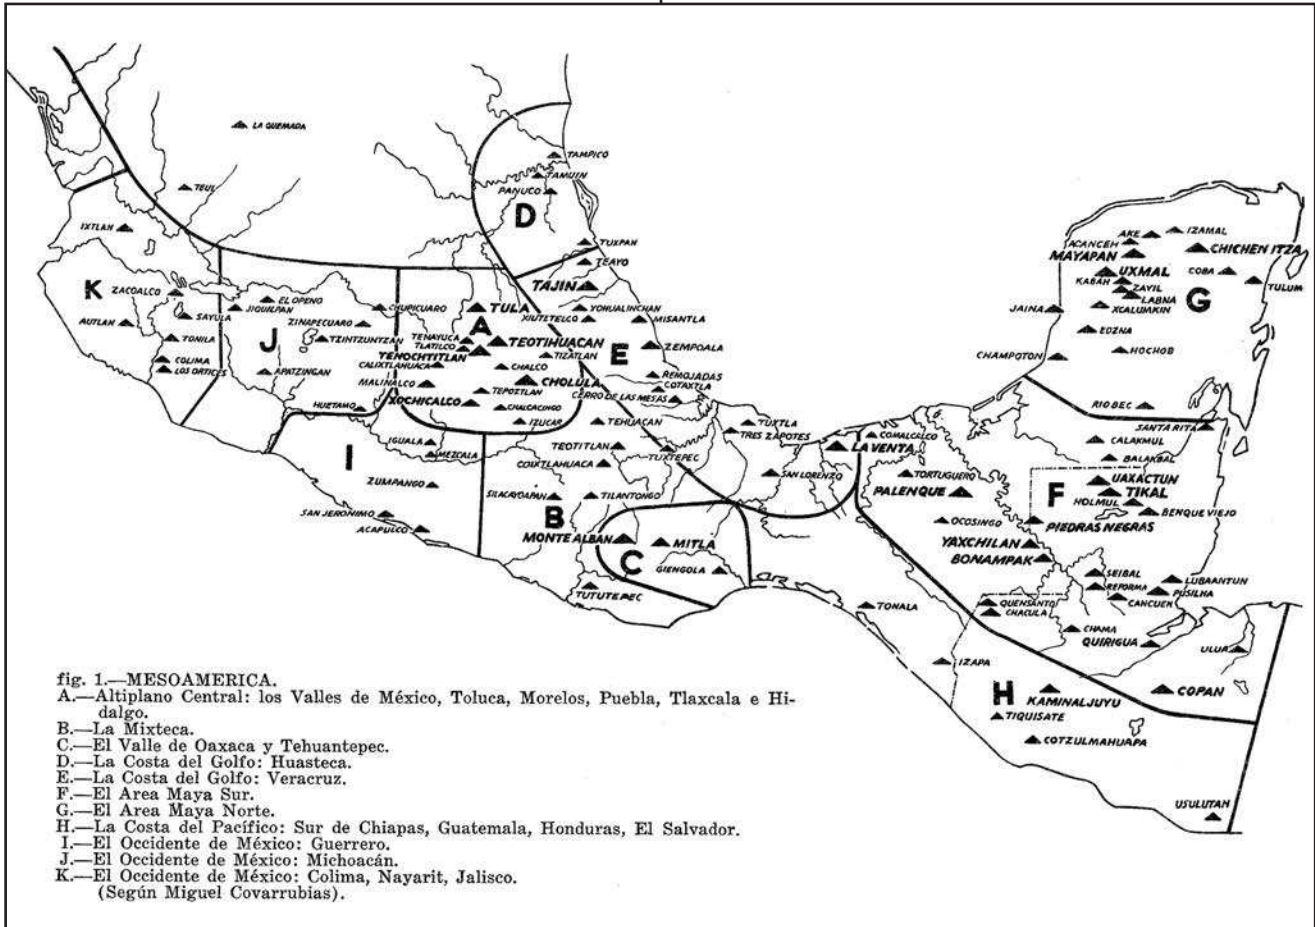 LA QUEMADA
TEUL
TAMPICO
TAMUIN
PANUCO
D
IXTLAN
TUXPAN
TEAYO
TAJIN
K
ZACOALCO
EL OPENO
JIQUILPAN
CHUPICUARO
TULA
YOHUALINCHAN
XIUTETELCO
MISANTLA
AUTLAN
SAYULA
ZINAPECUARO
A
J
TZINTZUNTZAN
TENAYUCA
TLATILCO
TEOTIHUACAN
TONILA
TENOCHTITLAN
TIZATLAN
E
ZEMPOALA
COLIMA
LOS ORTICES
APATZINGAN
CALIXTLAHUACA
CHALCO
REMOJADAS
MALINALCO
CHOLULA
COTAXTLA
TEPOZTLAN
CERRO DE LAS MESAS
HUETAMO
XOCHICALCO
CHALCACINGO
IZUCAR
TEHUACAN
TUXTLA
TRES ZAPOTES
IGUALA
MEZCALA
TEOTITLAN
TUXTEPEC
COIXTLAHUACA
I
ZUMPANGO
SILACAYOAPAN
TILANTONGO
SAN LORENZO
LA VENTA
COMALCALCO
SAN JERONIMO
ACAPULCO
B
MONTE ALBAN
C
MITLA
GIENGOLA
TUTUTEPEC
AKE
IZAMAL
ACANCEH
MAYAPAN
CHICHEN ITZA
UXMAL
KABAH
ZAYIL
LABNA
XCALUMKIN
COBA
TULUM
G
JAINA
EDZNA
HOCHOB
CHAMPOTON
RIO BEC
SANTA RITA
CALAKMUL
BALAKBAL
TORTUGUERO
PALENQUE
F
UAXACTUN
TIKAL
HOLMUL
BENQUE VIEJO
OCOSINGO
PIEDRAS NEGRAS
YAXCHILAN
BONAMPAK
SEIBAL
REFORMA
CANCUEN
LUBAANTUN
PUSILHA
TONALA
QUENSANTO
CHACULA
CHAMA
QUIRIGUA
ULUA
IZAPA
H
KAMINALJUYU
COPAN
TIQUISATE
COTZULMAHUAPA
USULUTAN
fig. 1.—MESOAMERICA.
A.—Altiplano Central: los Valles de México, Toluca, Morelos, Puebla, Tlaxcala e Hi-
dalgo.
B.—La Mixteca.
C.—El Valle de Oaxaca y Tehuantepec.
D.—La Costa del Golfo: Huasteca.
E.—La Costa del Golfo: Veracruz.
F.—El Area Maya Sur.
G.—El Area Maya Norte.
H.—La Costa del Pacífico: Sur de Chiapas, Guatemala, Honduras, El Salvador.
I.—El Occidente de México: Guerrero.
J.—El Occidente de México: Michoacán.
K.—El Occidente de México: Colima, Nayarit, Jalisco.
(Según Miguel Covarrubias).